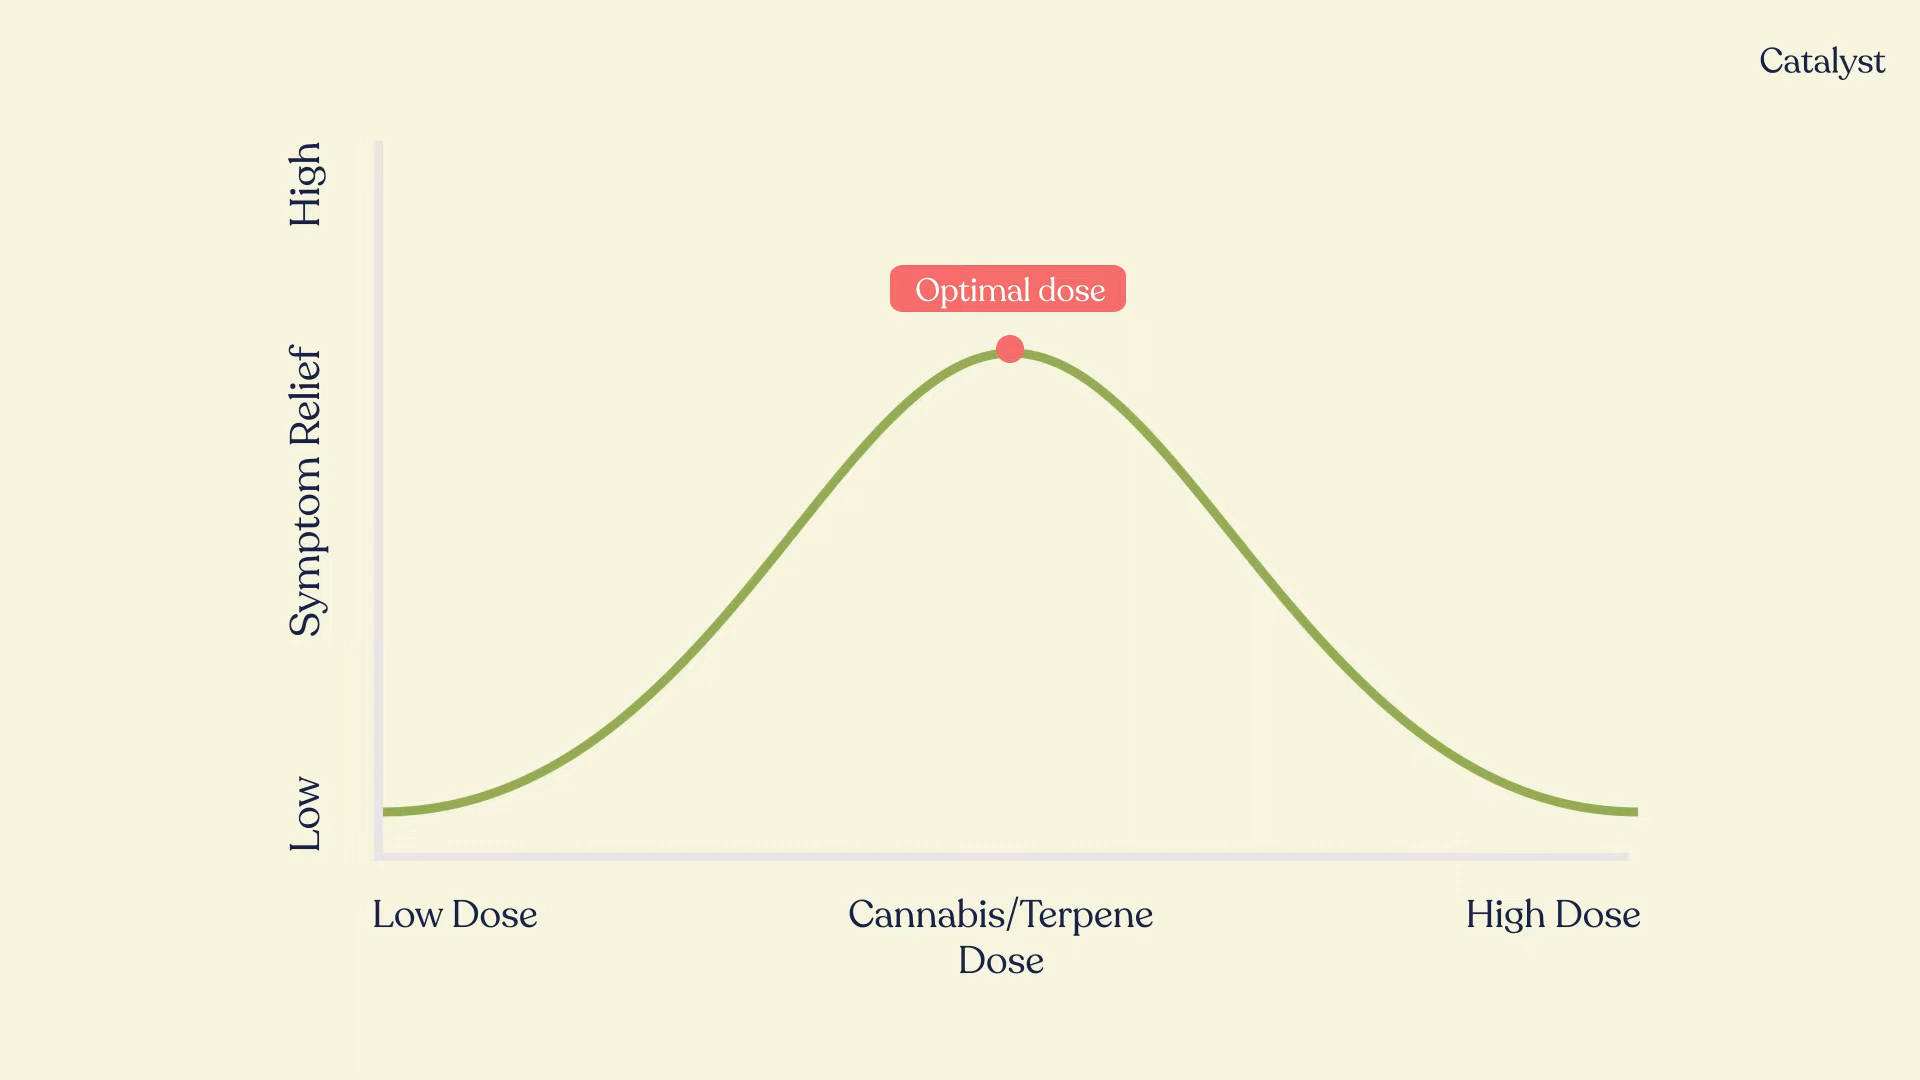 Catalyst
High
Optimal dose
Symptom Relief
Low
Low Dose
Cannabis/Terpene
Dose
High Dose